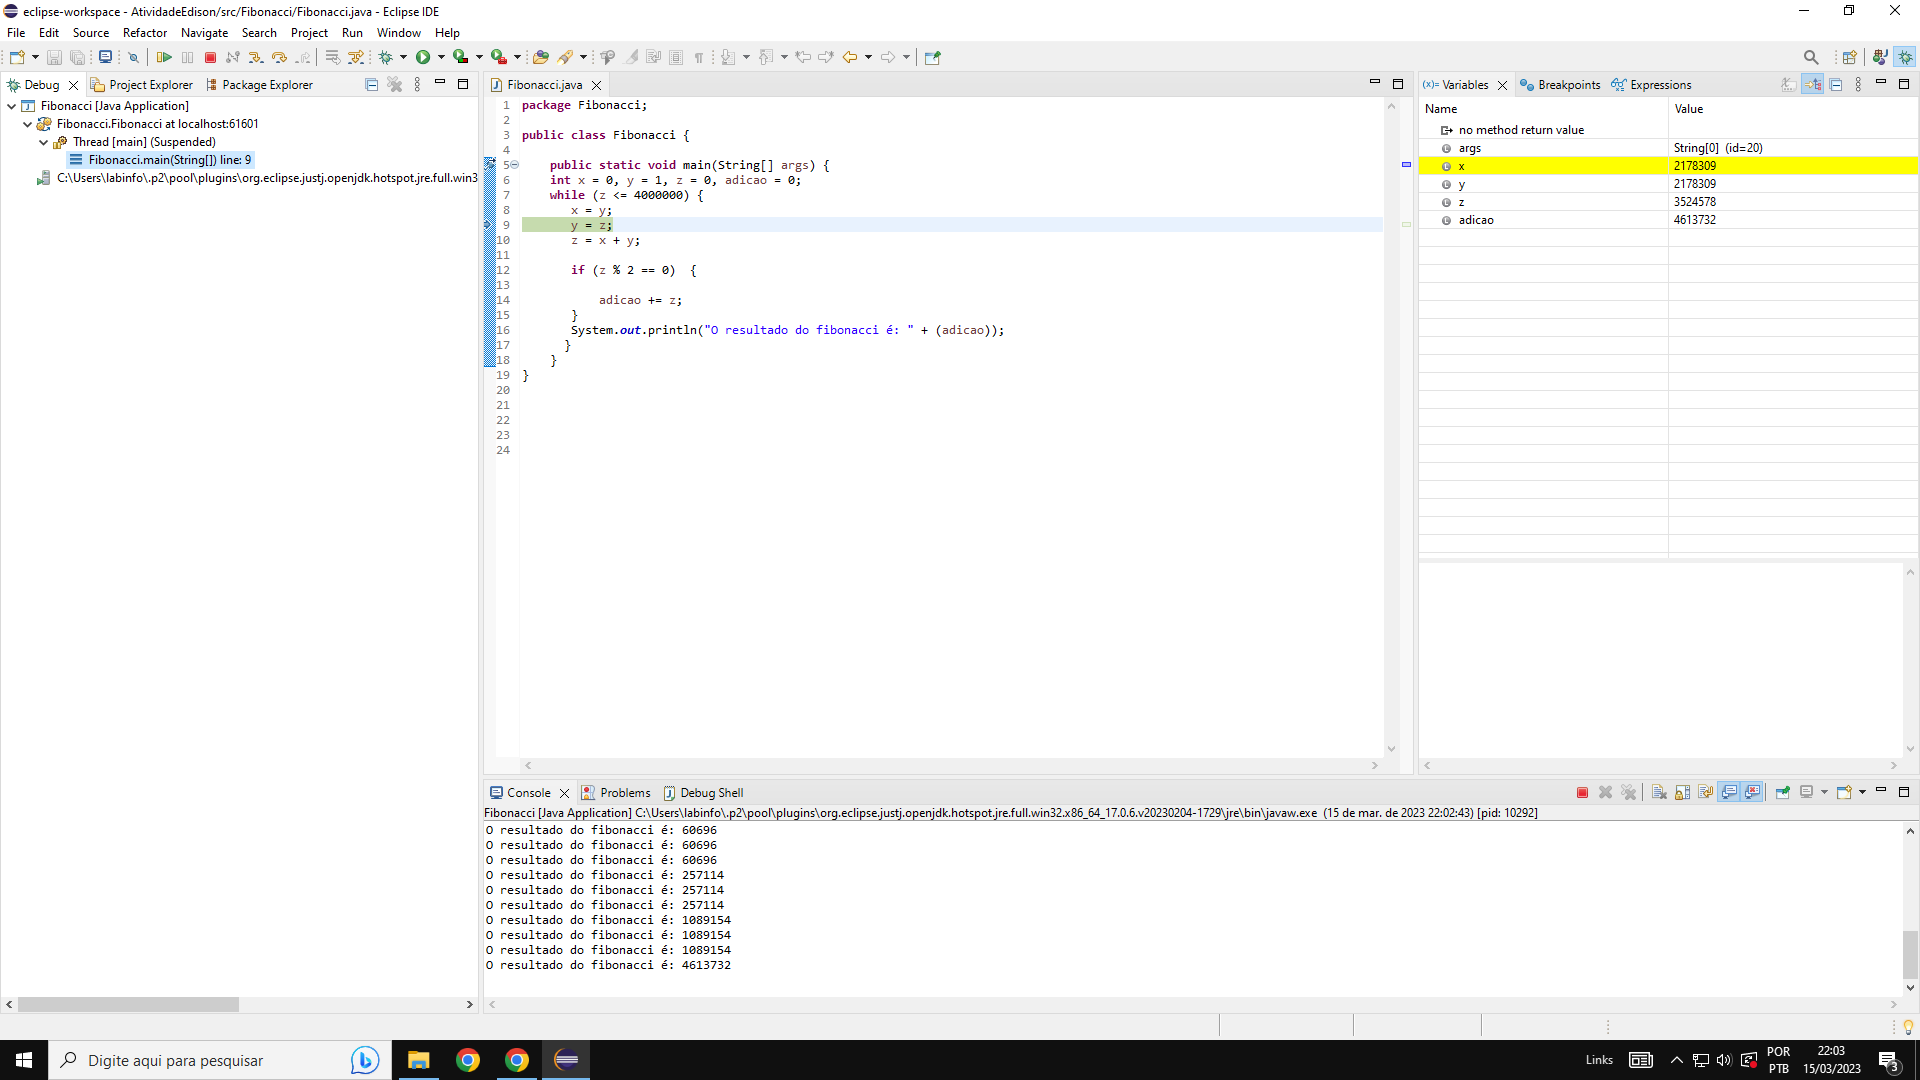 eclipse-workspace - AtividadeEdison/src/Fibonacci/Fibonacci.java - Eclipse IDE
File Edit Source Refactor Navigate Search Project Run Window Help
Debug Project Explorer Package Explorer
Fibonacci [Java Application]
Fibonacci.Fibonacci at localhost:61601
Thread [main] (Suspended)
Fibonacci.main(String[]) line: 9
C:\Users\labinfo\.p2\pool\plugins\org.eclipse.justj.openjdk.hotspot.jre.full.win3
Fibonacci.java
1 package Fibonacci;
2
3 public class Fibonacci {
4
5 public static void main(String[] args) {
6 int x = 0, y = 1, z = 0, adicao = 0;
7 while (z <= 4000000) {
8 x = y;
9 y = z;
10 z = x + y;
11
12 if (z % 2 == 0)  {
13
14 adicao += z;
15 }
16 System.out.println("O resultado do fibonacci é: " + (adicao));
17 }
18 }
19 }
20
21
22
23
24
(x)= Variables Breakpoints Expressions
Name Value
no method return value
args String[0] (id=20)
x 2178309
y 2178309
z 3524578
adicao 4613732
Console Problems Debug Shell
Fibonacci [Java Application] C:\Users\labinfo\.p2\pool\plugins\org.eclipse.justj.openjdk.hotspot.jre.full.win32.x86_64_17.0.6.v20230204-1729\jre\bin\javaw.exe (15 de mar. de 2023 22:02:43) [pid: 10292]
O resultado do fibonacci é: 60696
O resultado do fibonacci é: 60696
O resultado do fibonacci é: 60696
O resultado do fibonacci é: 257114
O resultado do fibonacci é: 257114
O resultado do fibonacci é: 257114
O resultado do fibonacci é: 1089154
O resultado do fibonacci é: 1089154
O resultado do fibonacci é: 1089154
O resultado do fibonacci é: 4613732
Digite aqui para pesquisar
Links
POR
PTB
22:03
15/03/2023
3